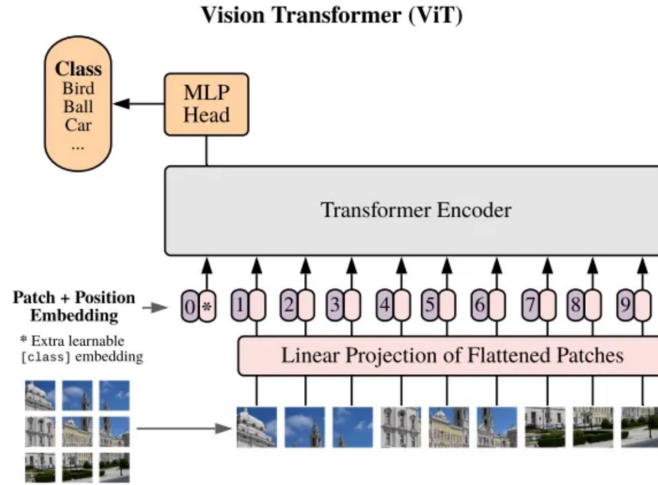 Vision Transformer (ViT)
Class
Bird
Ball
Car
...
MLP
Head
Transformer Encoder
Patch + Position
Embedding
0 * 1 2 3 4 5 6 7 8 9
* Extra learnable
[class] embedding
Linear Projection of Flattened Patches